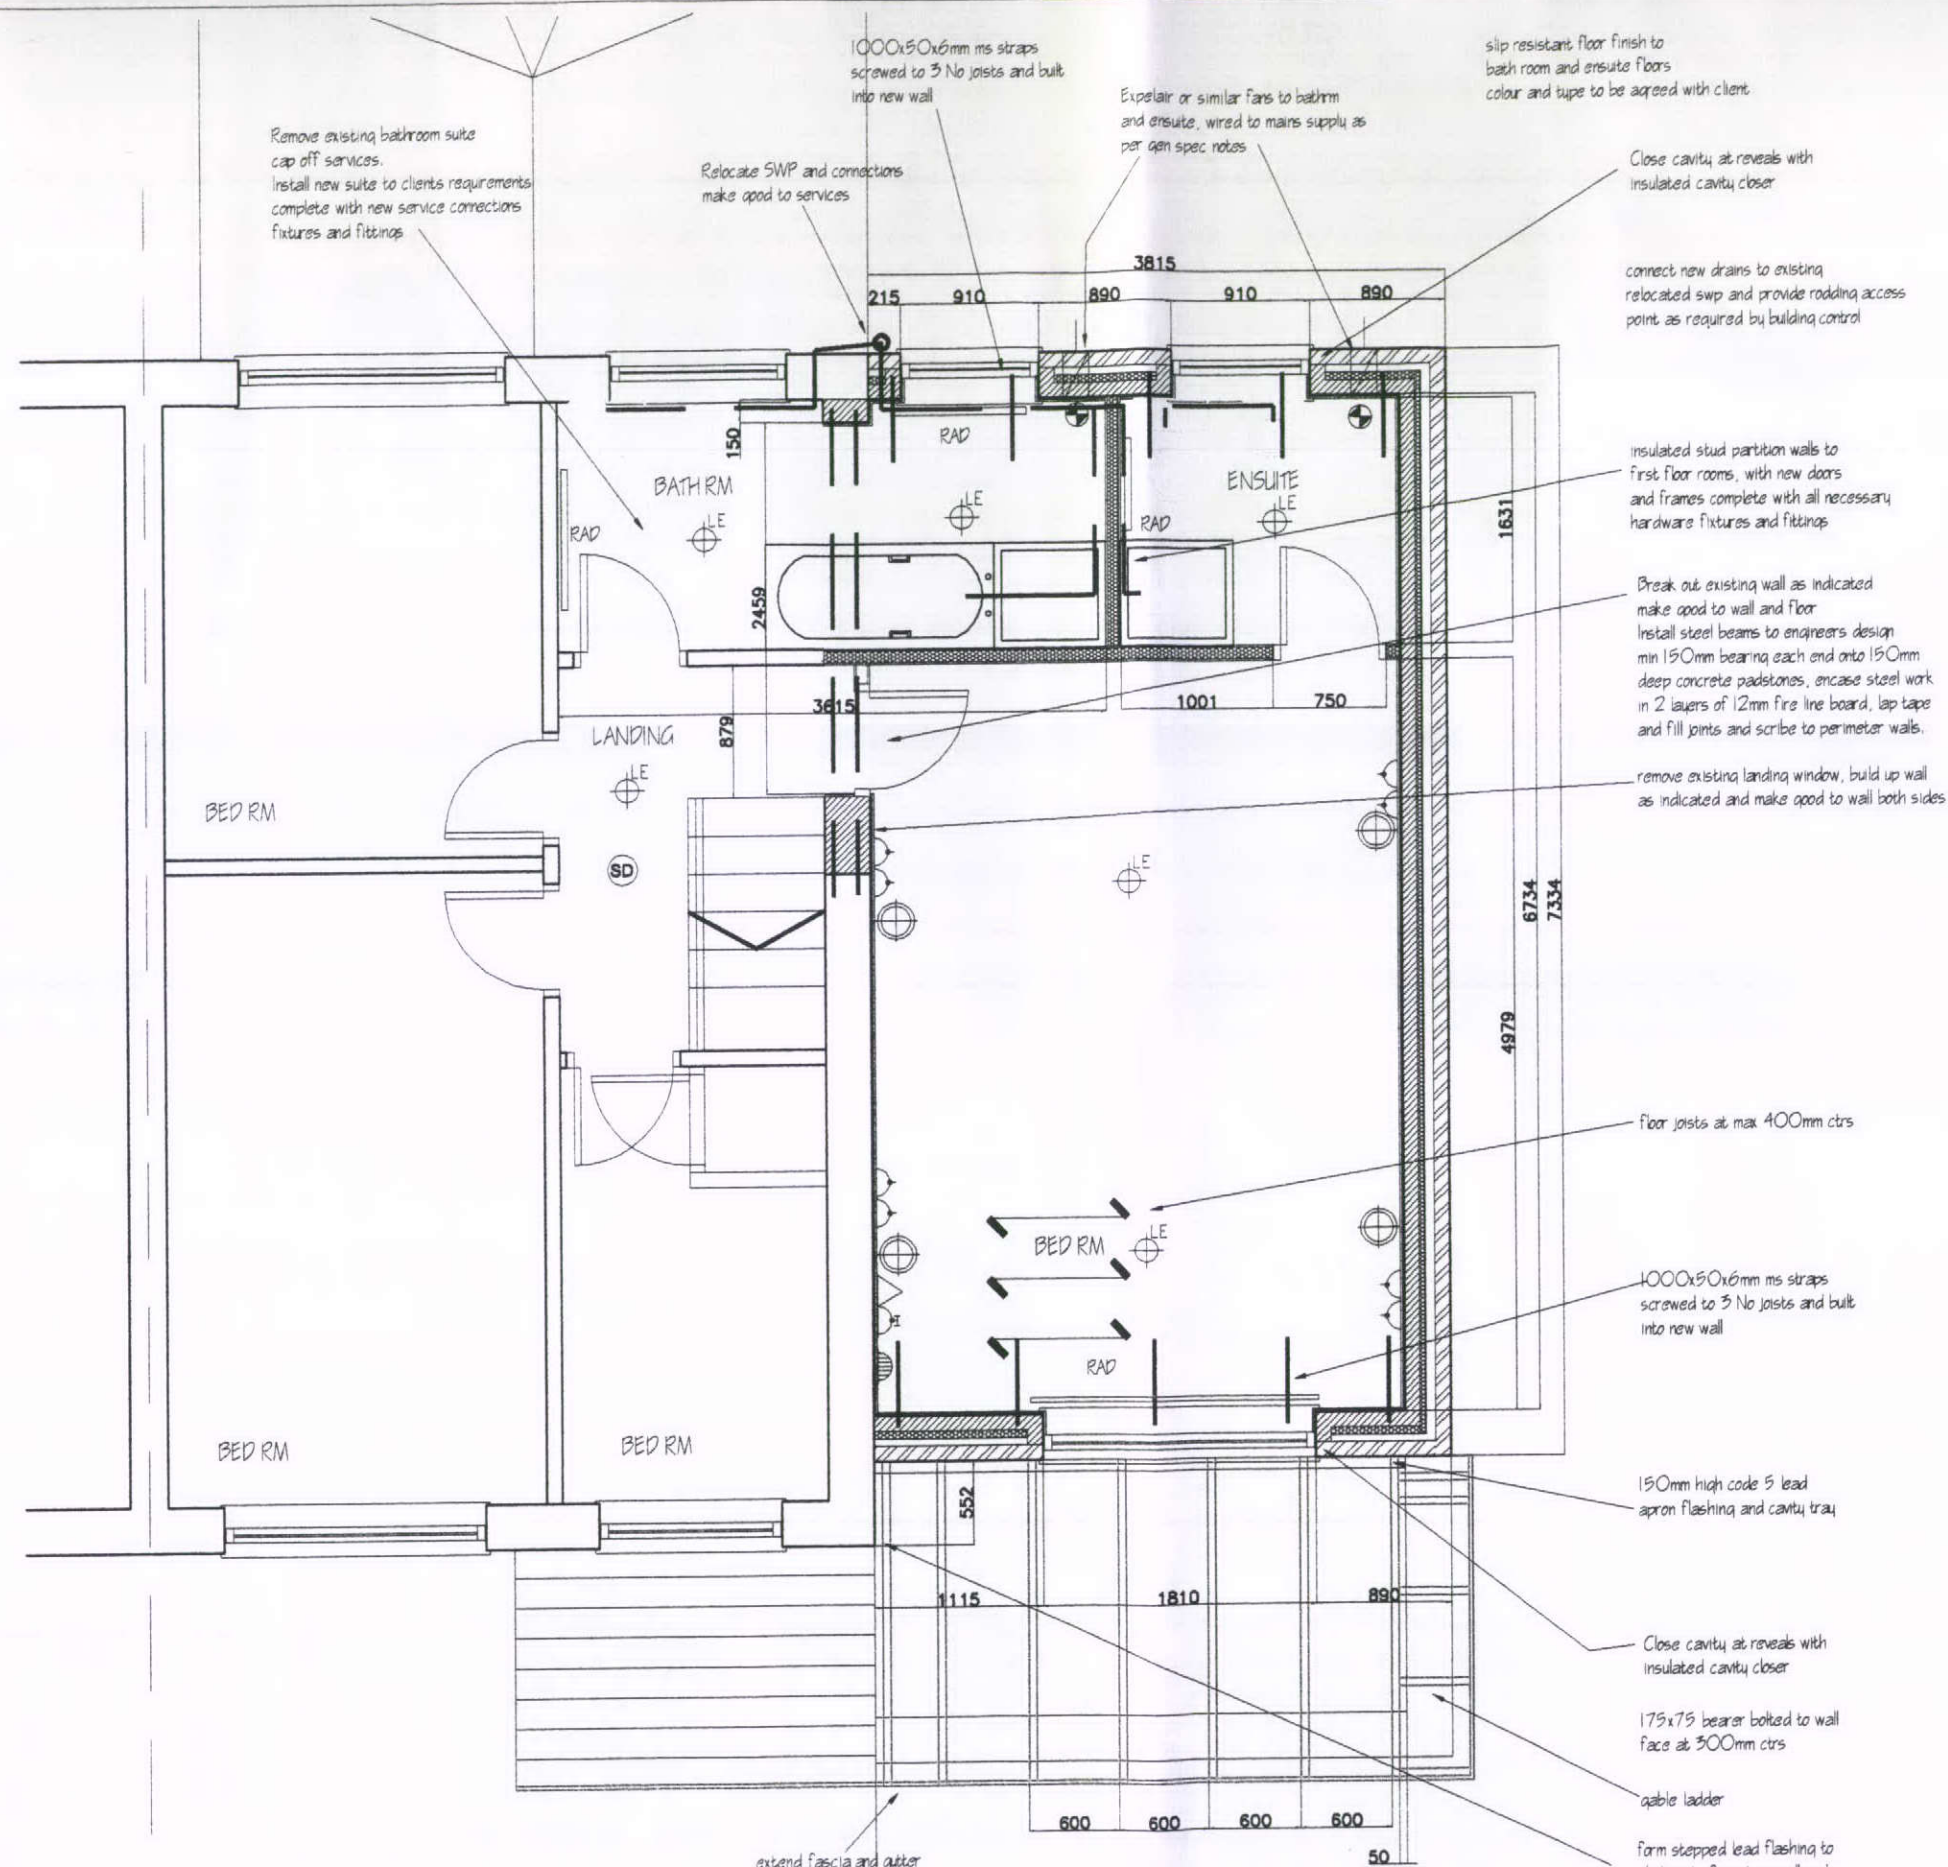 1000x50x6mm ms straps
screwed to 3 No joists and built
into new wall
slip resistant floor finish to
bath room and ensuite floors
colour and type to be agreed with client
Expelair or similar fans to bathrm
and ensuite, wired to mains supply as
per gen spec notes
Remove existing bathroom suite
cap off services.
Install new suite to clients requrements
complete with new service connections
fixtures and fittings
Relocate SWP and connections
make good to services
Close cavity at reveals with
insulated cavity closer
connect new drains to existing
relocated swp and provide rodding access
point as required by building control
3815
215 910 890 910 890
150
RAD
BATH RM
LE
LE
ENSUITE
LE
RAD
RAD
1631
insulated stud partition walls to
first floor rooms, with new doors
and frames complete with all necessary
hardware fixtures and fittings
2459
Break out existing wall as indicated
make good to wall and floor
Install steel beams to engineers design
min 150mm bearing each end onto 150mm
deep concrete padstones, encase steel work
in 2 layers of 12mm fire line board, lap tape
and fill joints and scribe to perimeter walls.
3615
1001
750
879
LANDING
LE
remove existing landing window, build up wall
as indicated and make good to wall both sides
BED RM
SD
LE
6734
7334
4979
floor joists at max 400mm ctrs
BED RM
LE
1000x50x6mm ms straps
screwed to 3 No joists and built
into new wall
RAD
BED RM
BED RM
552
150mm high code 5 lead
apron flashing and cavity tray
1115
1810
890
Close cavity at reveals with
insulated cavity closer
175x75 bearer bolted to wall
face at 300mm ctrs
gable ladder
600 600 600 600
50
extend fascia and gutter
form stepped lead flashing to